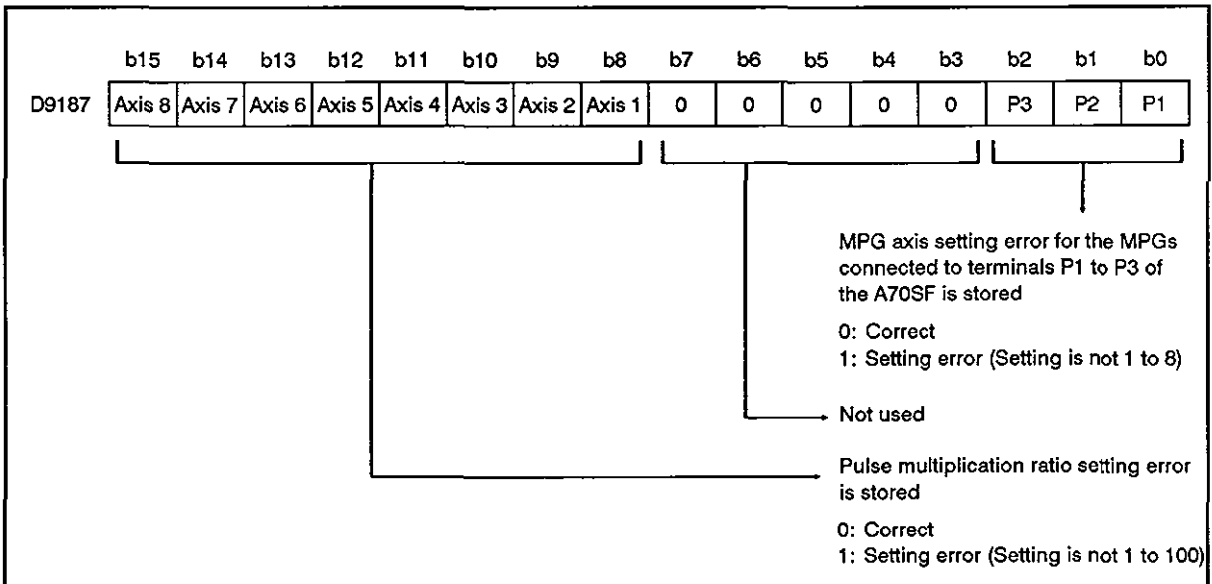 b15 b14 b13 b12 b11 b10 b9 b8 b7 b6 b5 b4 b3 b2 b1 b0
D9187 Axis 8 Axis 7 Axis 6 Axis 5 Axis 4 Axis 3 Axis 2 Axis 1 0 0 0 0 0 P3 P2 P1
MPG axis setting error for the MPGs
connected to terminals P1 to P3 of
the A70SF is stored
0: Correct
1: Setting error (Setting is not 1 to 8)
Not used
Pulse multiplication ratio setting error
is stored
0: Correct
1: Setting error (Setting is not 1 to 100)